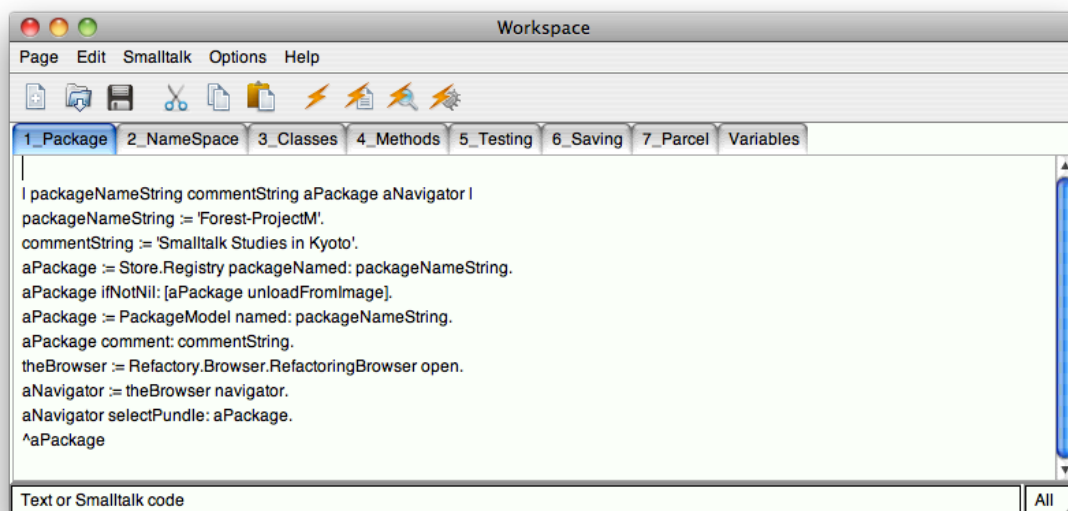 Workspace
Page Edit Smalltalk Options Help
1_Package 2_NameSpace 3_Classes 4_Methods 5_Testing 6_Saving 7_Parcel Variables
| packageNameString commentString aPackage aNavigator |
packageNameString := 'Forest-ProjectM'.
commentString := 'Smalltalk Studies in Kyoto'.
aPackage := Store.Registry packageNamed: packageNameString.
aPackage ifNotNil: [aPackage unloadFromImage].
aPackage := PackageModel named: packageNameString.
aPackage comment: commentString.
theBrowser := Refactory.Browser.RefactoringBrowser open.
aNavigator := theBrowser navigator.
aNavigator selectPundle: aPackage.
^aPackage
Text or Smalltalk code All